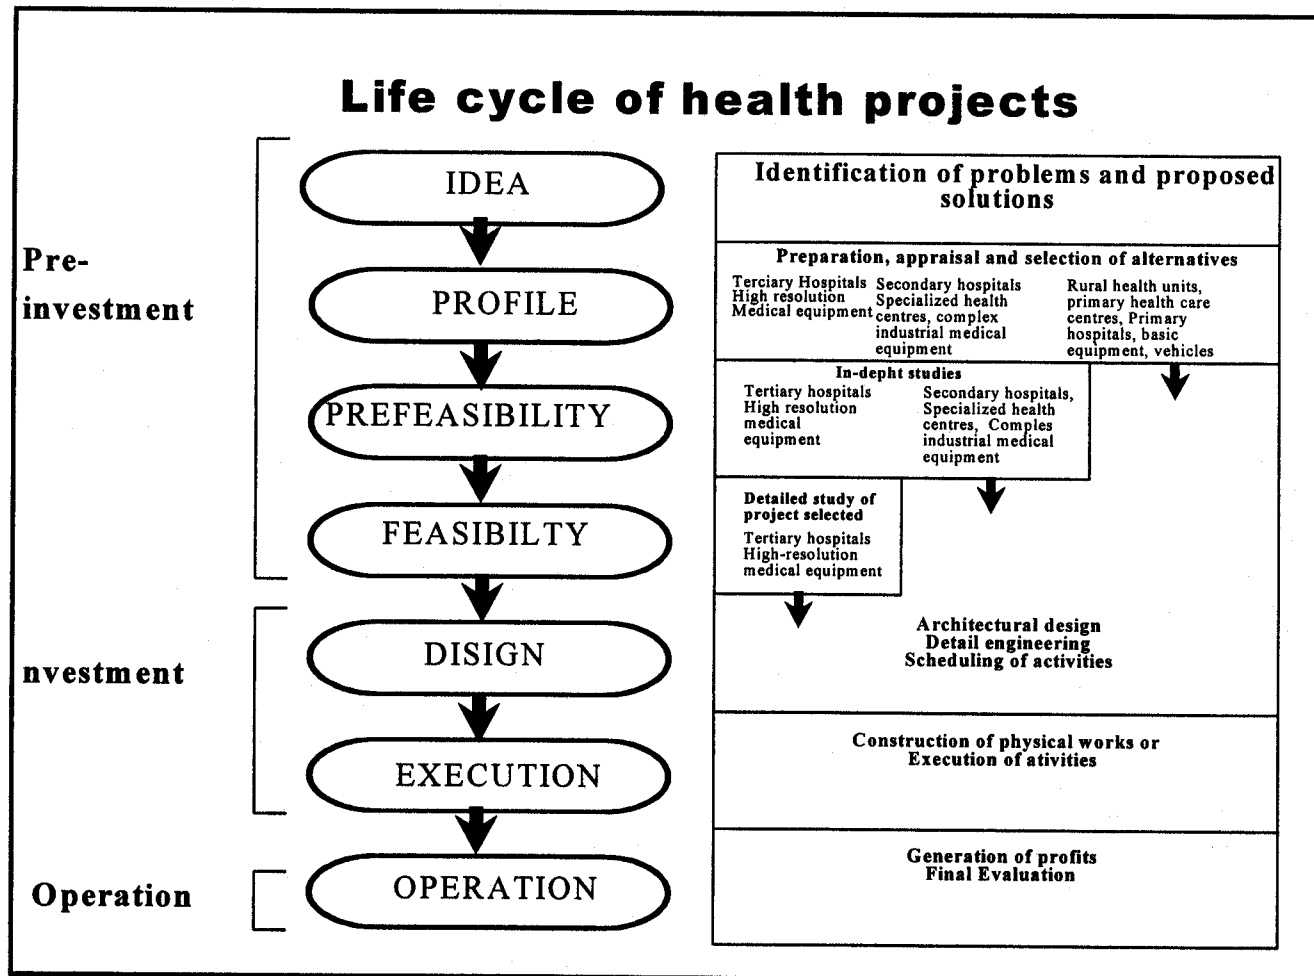 Life cycle of health projects
Pre-
investment
nvestment
Operation
IDEA
PROFILE
PREFEASIBILITY
FEASIBILTY
DISIGN
EXECUTION
OPERATION
Identification of problems and proposed
solutions
Preparation, appraisal and selection of alternatives
Terciary Hospitals
High resolution
Medical equipment
Secondary hospitals
Specialized health
centres, complex
industrial medical
equipment
Rural health units,
primary health care
centres, Primary
hospitals, basic
equipment, vehicles
In-depht studies
Tertiary hospitals
High resolution
medical
equipment
Secondary hospitals,
Specialized health
centres, Comples
industrial medical
equipment
Detailed study of
project selected
Tertiary hospitals
High-resolution
medical equipment
Architectural design
Detail engineering
Scheduling of activities
Construction of physical works or
Execution of ativities
Generation of profits
Final Evaluation